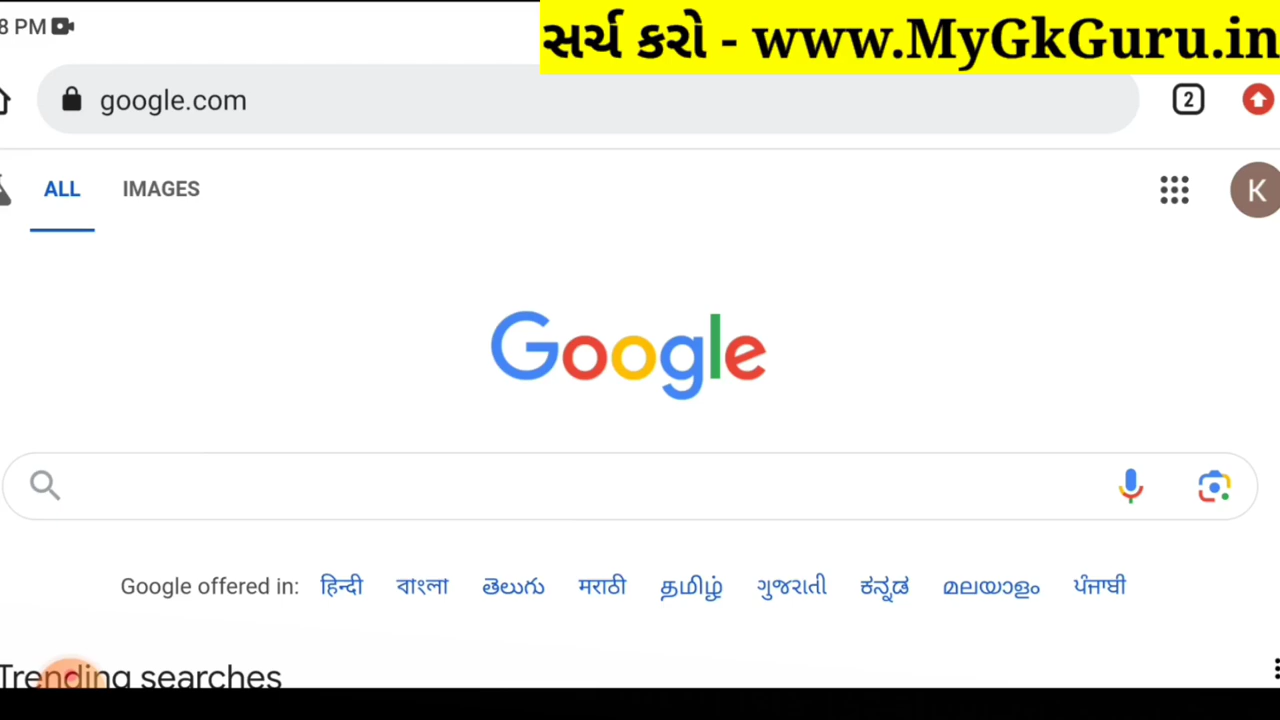 8 PM
સર્ચ કરો - www.MyGkGuru.in
google.com
2
ALL IMAGES
K
Google
Google offered in: हिन्दी বাংলা తెలుగు मराठी தமிழ் ગુજરાતી ಕನ್ನಡ മലയാളം ਪੰਜਾਬੀ
Trending searches